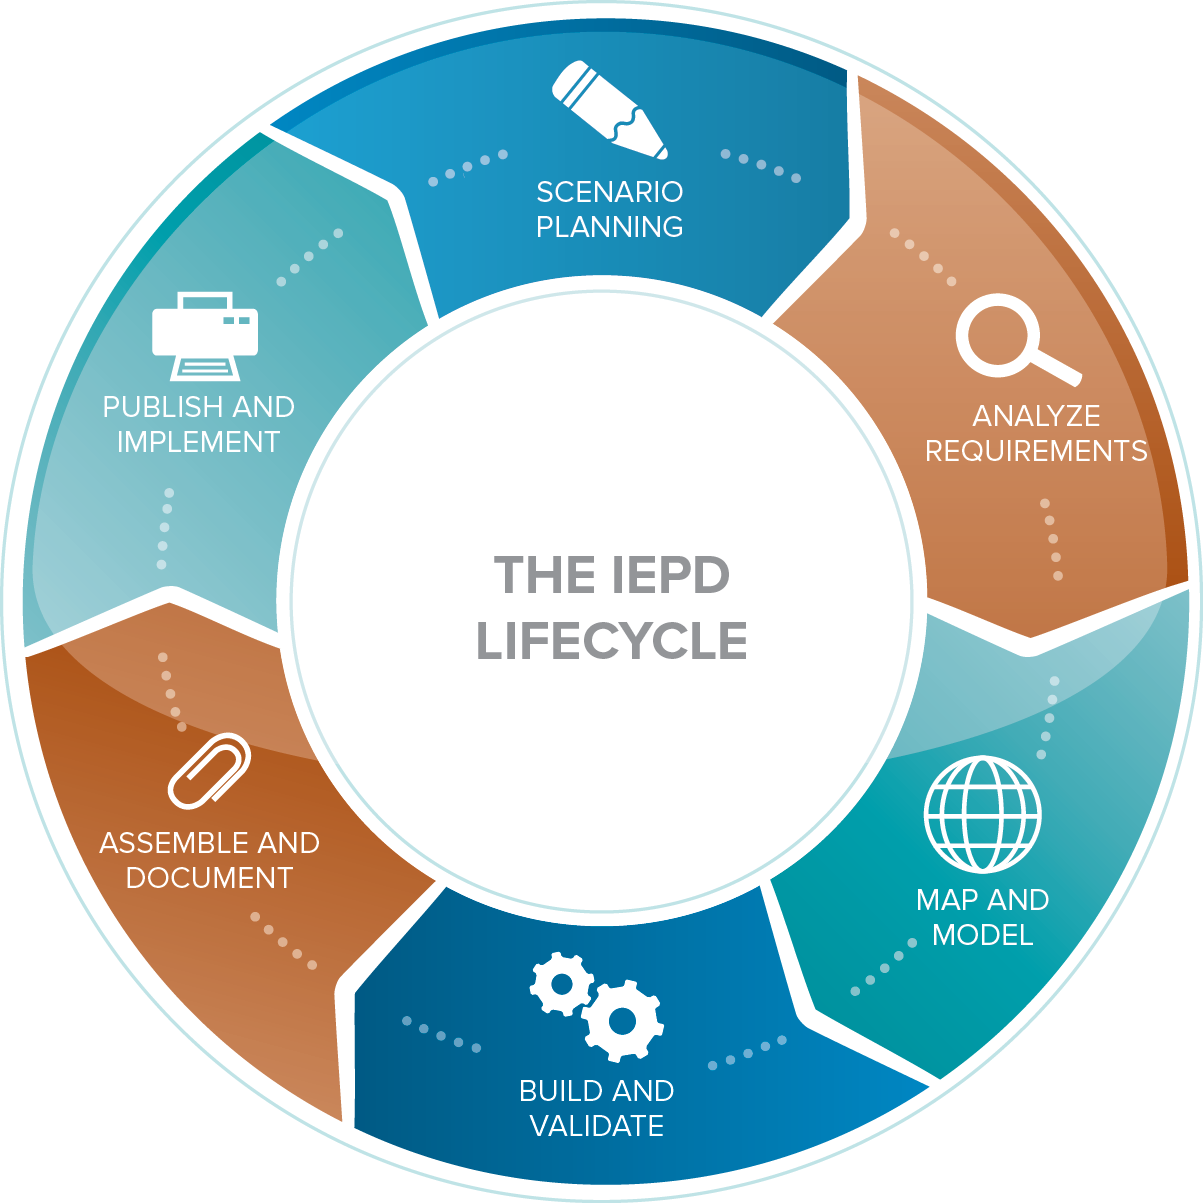 SCENARIO
PLANNING
ANALYZE
REQUIREMENTS
MAP AND
MODEL
BUILD AND
VALIDATE
ASSEMBLE AND
DOCUMENT
PUBLISH AND
IMPLEMENT
THE IEPD
LIFECYCLE